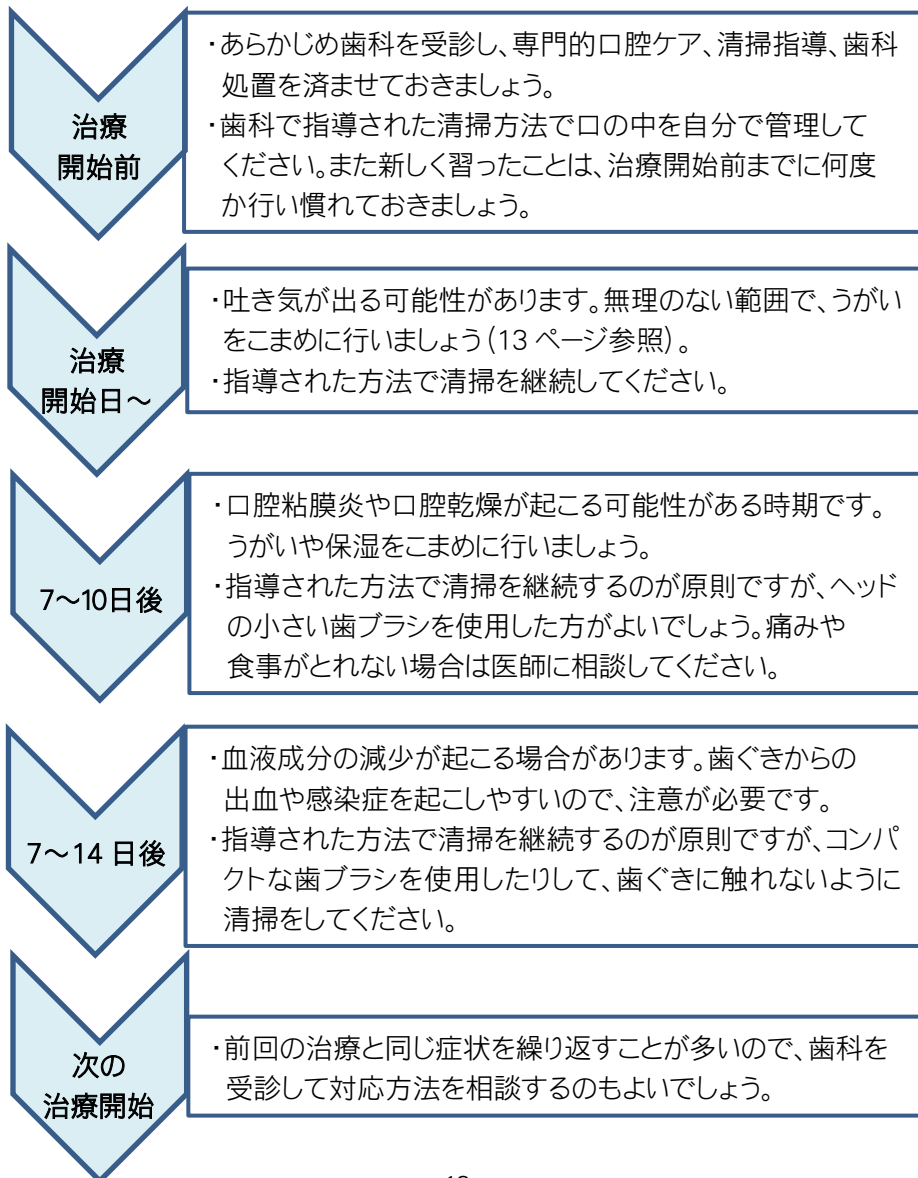 治療
開始前
・あらかじめ歯科を受診し、専門的口腔ケア、清掃指導、歯科
処置を済ませておきましょう。
・歯科で指導された清掃方法で口の中を自分で管理して
ください。また新しく習ったことは、治療開始前までに何度
か行い慣れておきましょう。
治療
開始日～
・吐き気が出る可能性があります。無理のない範囲で、うがい
をこまめに行いましょう（13 ページ参照）。
・指導された方法で清掃を継続してください。
7～10日後
・口腔粘膜炎や口腔乾燥が起こる可能性がある時期です。
うがいや保湿をこまめに行いましょう。
・指導された方法で清掃を継続するのが原則ですが、ヘッド
の小さい歯ブラシを使用した方がよいでしょう。痛みや
食事がとれない場合は医師に相談してください。
7～14 日後
・血液成分の減少が起こる場合があります。歯ぐきからの
出血や感染症を起こしやすいので、注意が必要です。
・指導された方法で清掃を継続するのが原則ですが、コンパ
クトな歯ブラシを使用したりして、歯ぐきに触れないように
清掃をしてください。
次の
治療開始
・前回の治療と同じ症状を繰り返すことが多いので、歯科を
受診して対応方法を相談するのもよいでしょう。